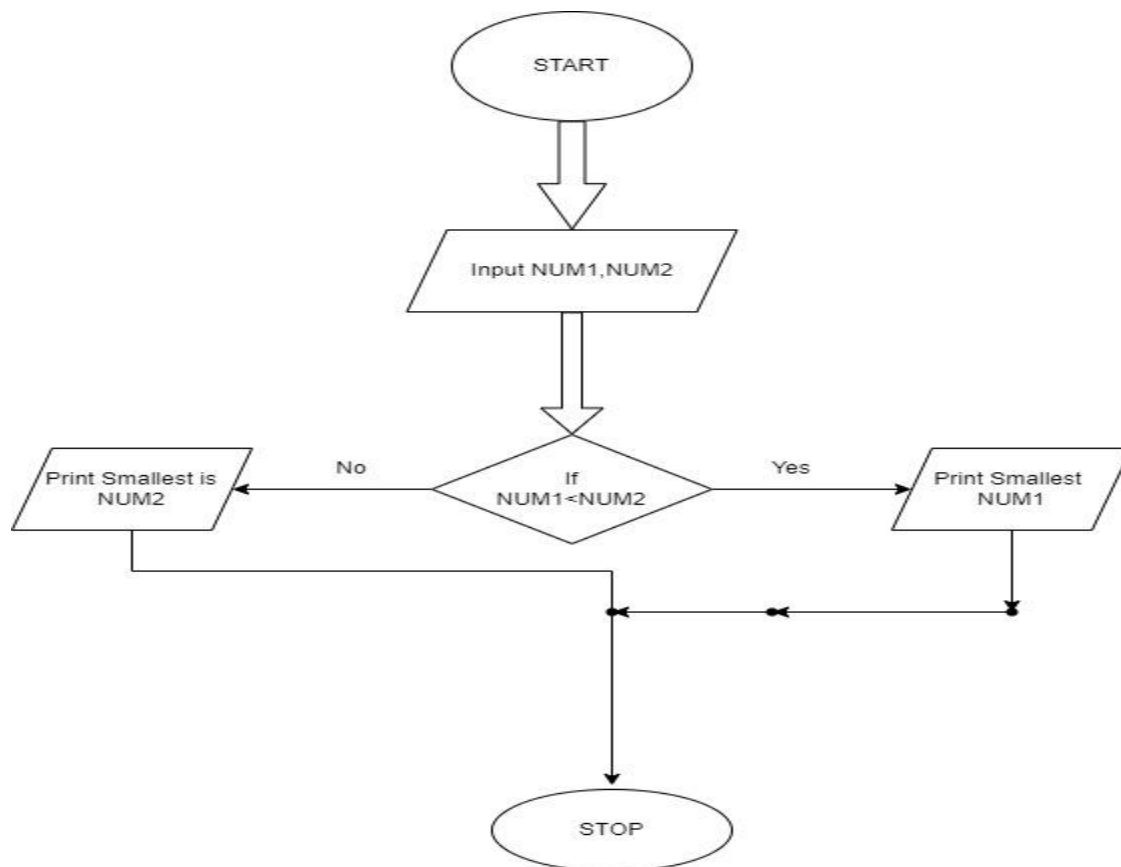 START
Input NUM1,NUM2
No
Yes
Print Smallest is
NUM2
If
NUM1<NUM2
Print Smallest
NUM1
STOP